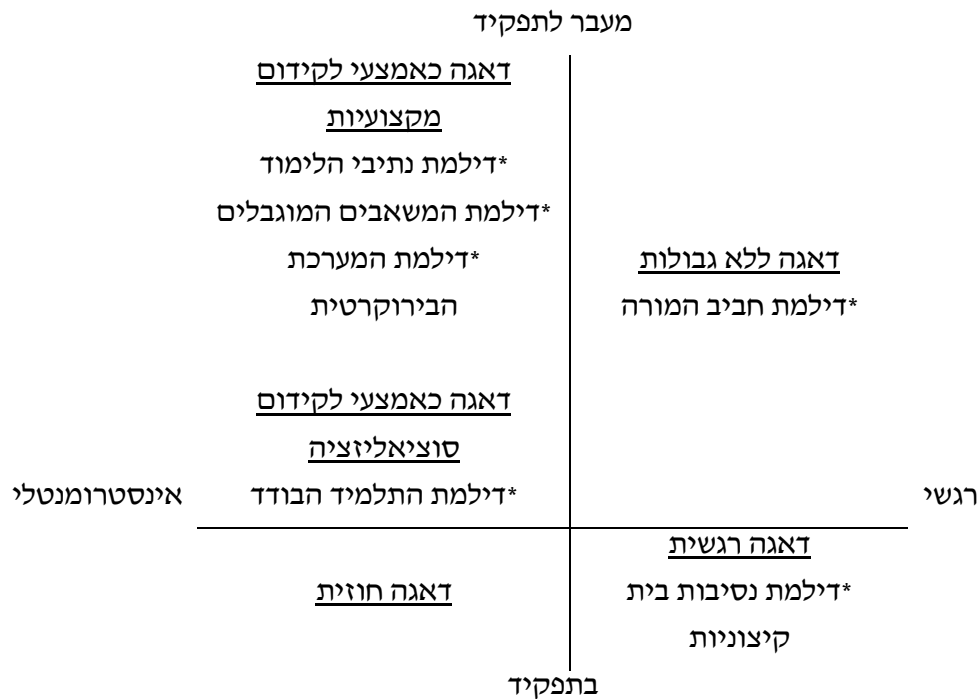 מעבר לתפקיד
דאגה כאמצעי לקידום
מקצועיות
*דילמת נתיבי הלימוד
*דילמת המשאבים המוגבלים
*דילמת המערכת
הבירוקרטית
דאגה ללא גבולות
*דילמת חביב המורה
דאגה כאמצעי לקידום
סוציאליזציה
*דילמת התלמיד הבודד
רגשי
אינסטרומנטלי
דאגה רגשית
*דילמת נסיבות בית
קיצוניות
דאגה חוזית
בתפקיד